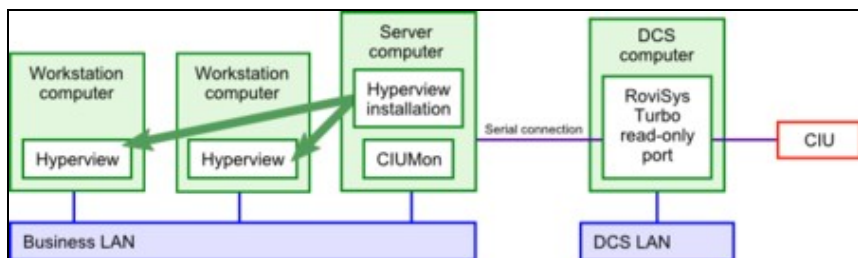 Workstation
computer
Hyperview
Workstation
computer
Hyperview
Server
computer
Hyperview
installation
CIUMon
Serial connection
DCS
computer
RoviSys
Turbo
read-only
port
CIU
Business LAN
DCS LAN